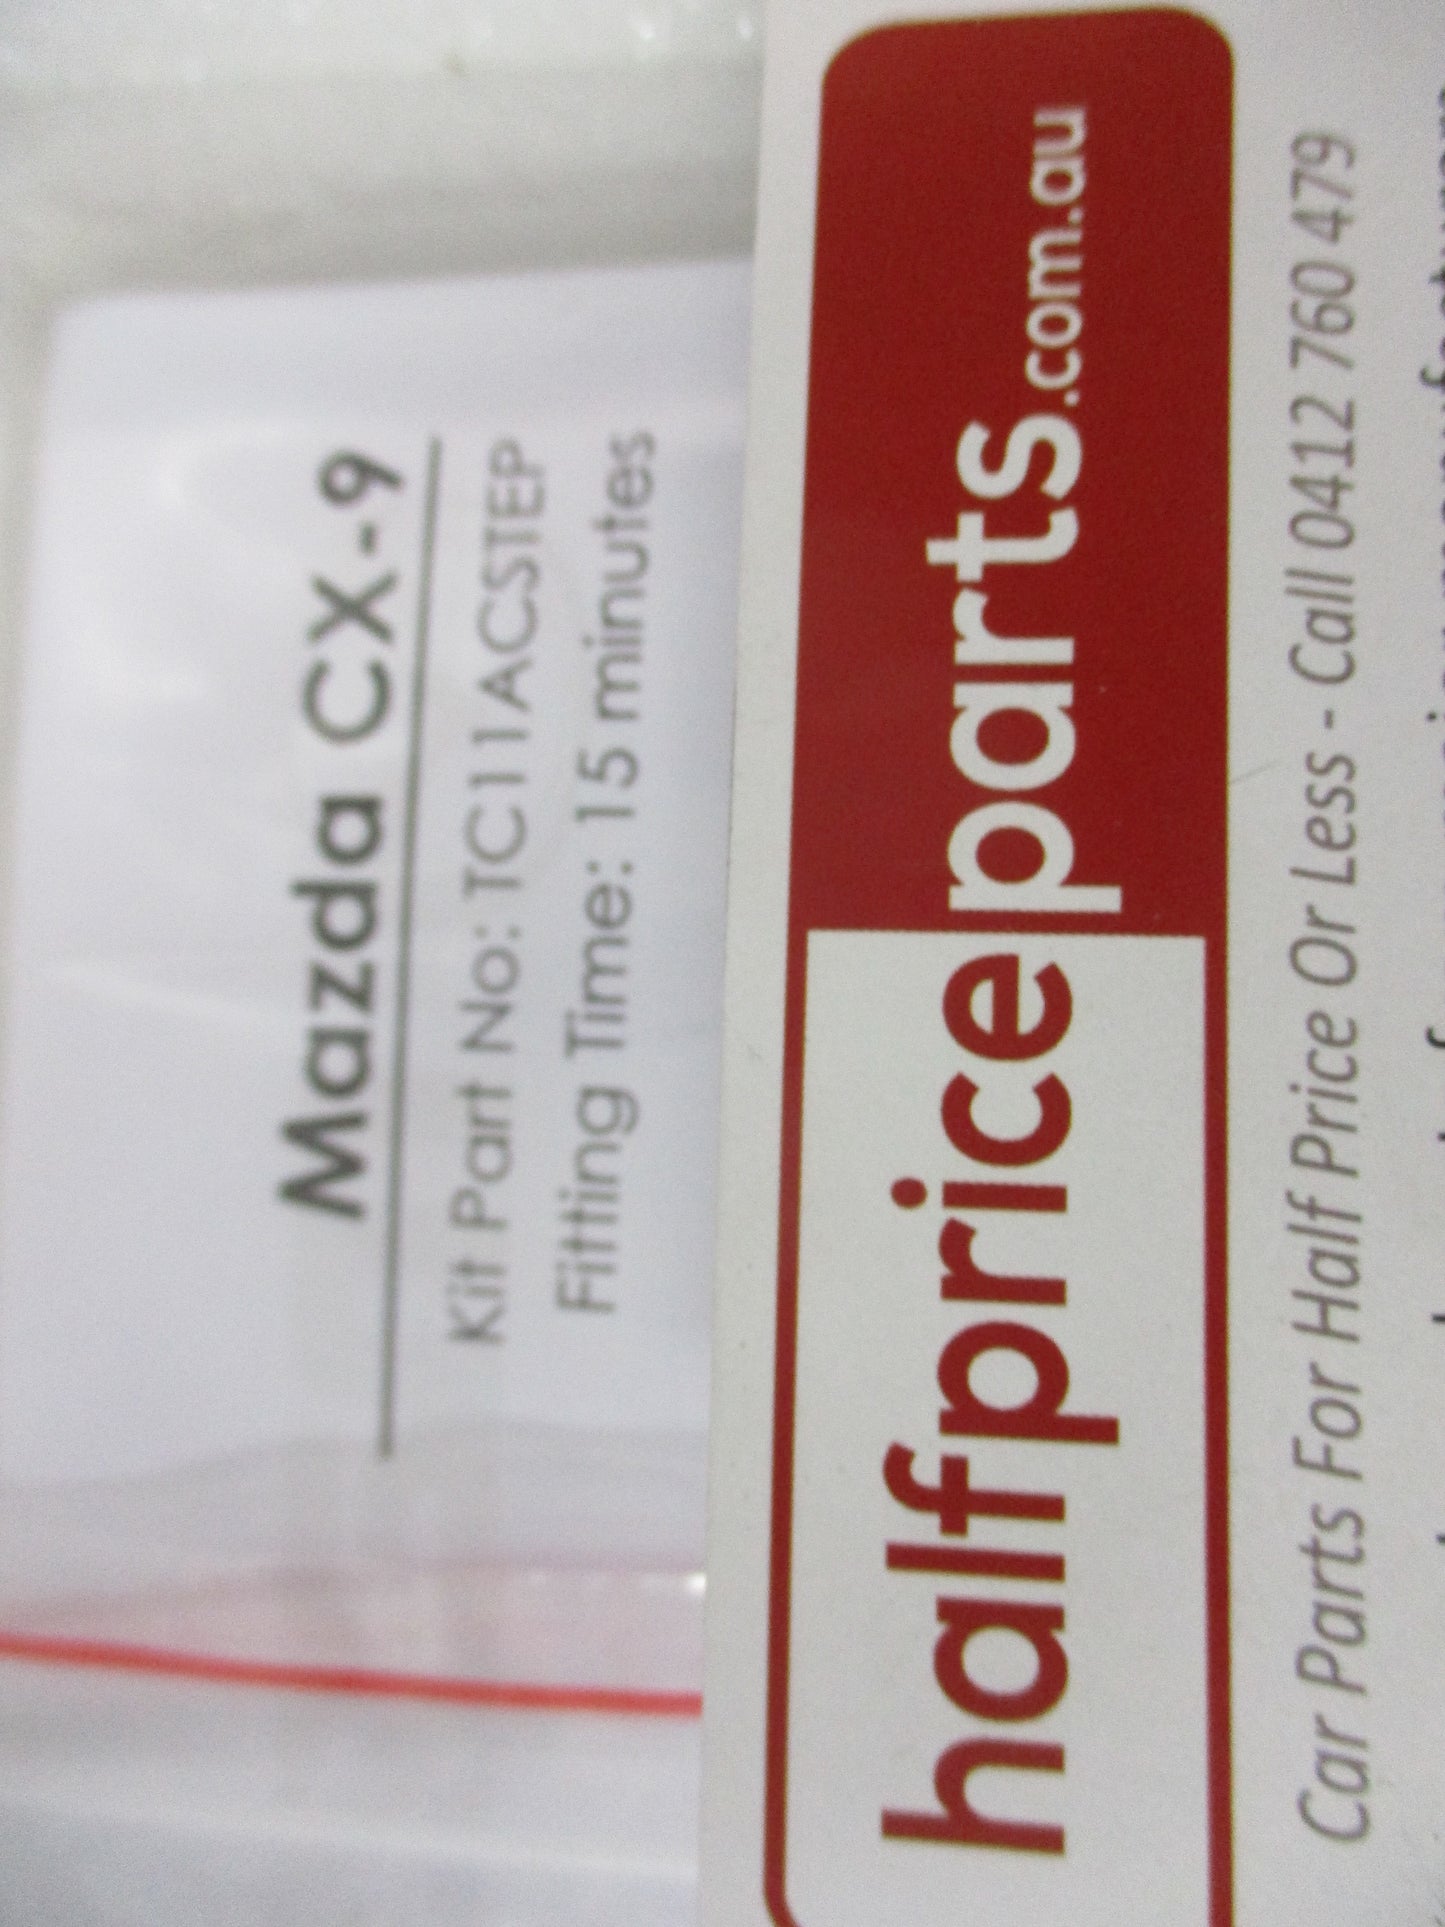 Mazda CX-9
Kit Part No: TC11ACSTEP
Fitting Time: 15 minutes
halfpriceparts.com.au
Car Parts For Half Price Or Less - Call 0412 760 479